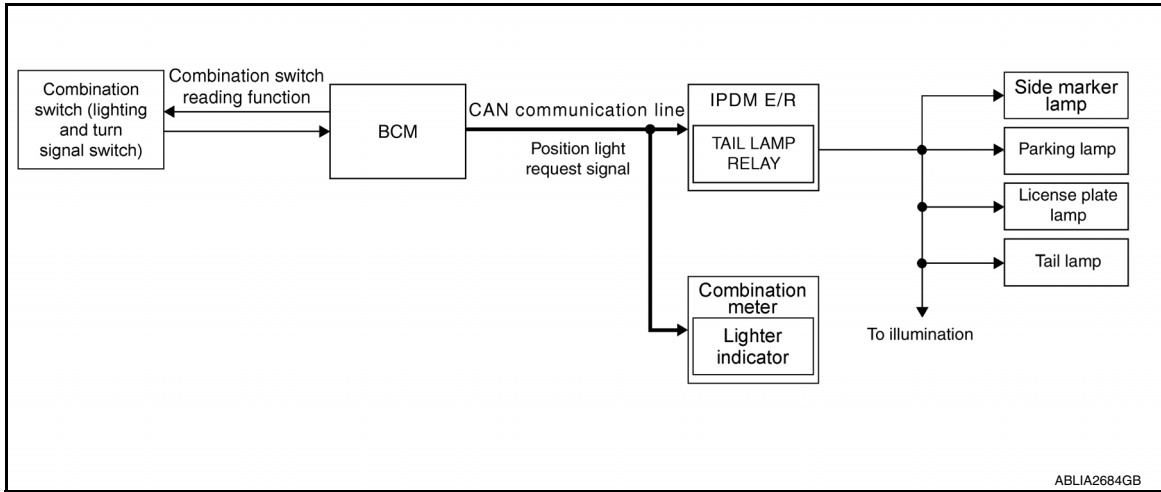 Combination
switch (lighting
and turn
signal switch)
Combination switch
reading function
BCM
CAN communication line
Position light
request signal
IPDM E/R
TAIL LAMP
RELAY
Side marker
lamp
Parking lamp
License plate
lamp
Tail lamp
To illumination
Combination
meter
Lighter
indicator
ABLIA2684GB